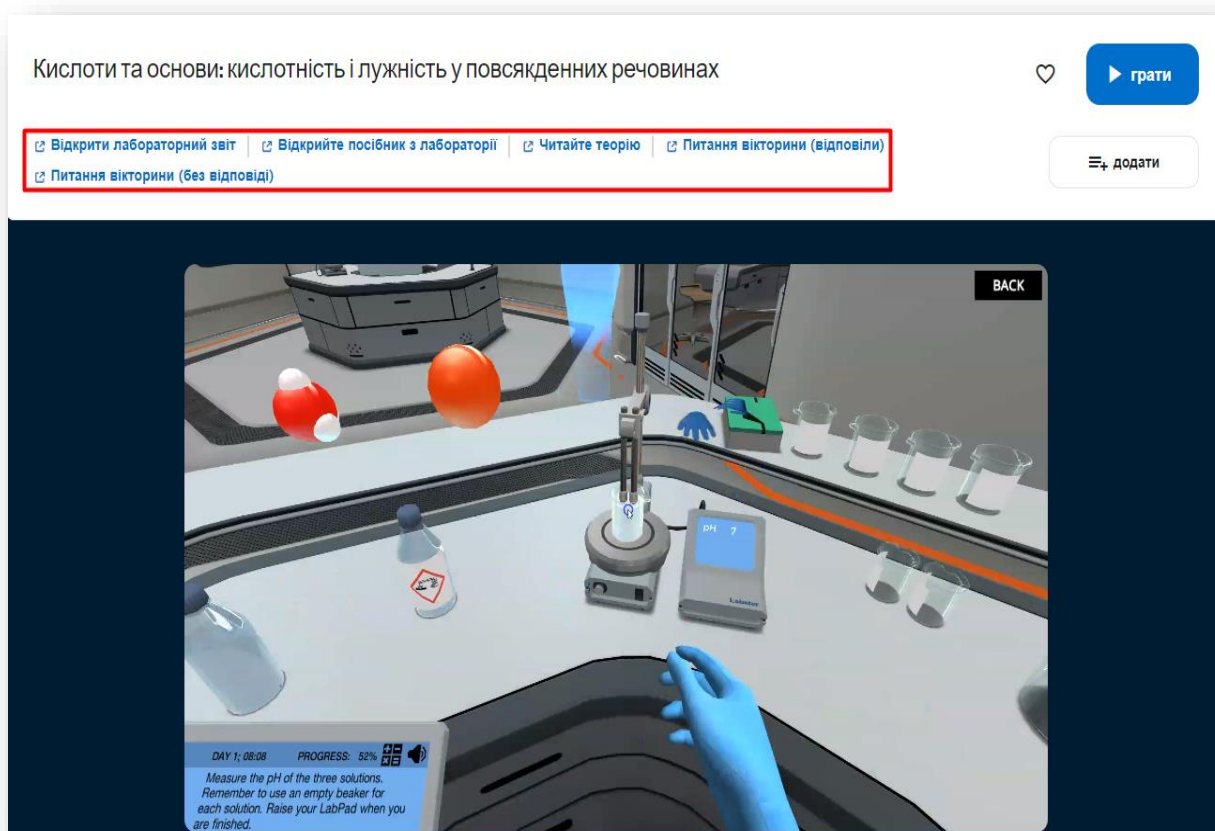 Кислоти та основи: кислотність і лужність у повсякденних речовинах
грати
Відкрити лабораторний звіт
Відкрийте посібник з лабораторії
Читайте теорію
Питання вікторини (відповіли)
Питання вікторини (без відповіді)
додати
BACK
pH 7
Labster
DAY 1; 08:08 PROGRESS: 52%
Measure the pH of the three solutions.
Remember to use an empty beaker for
each solution. Raise your LabPad when you
are finished.